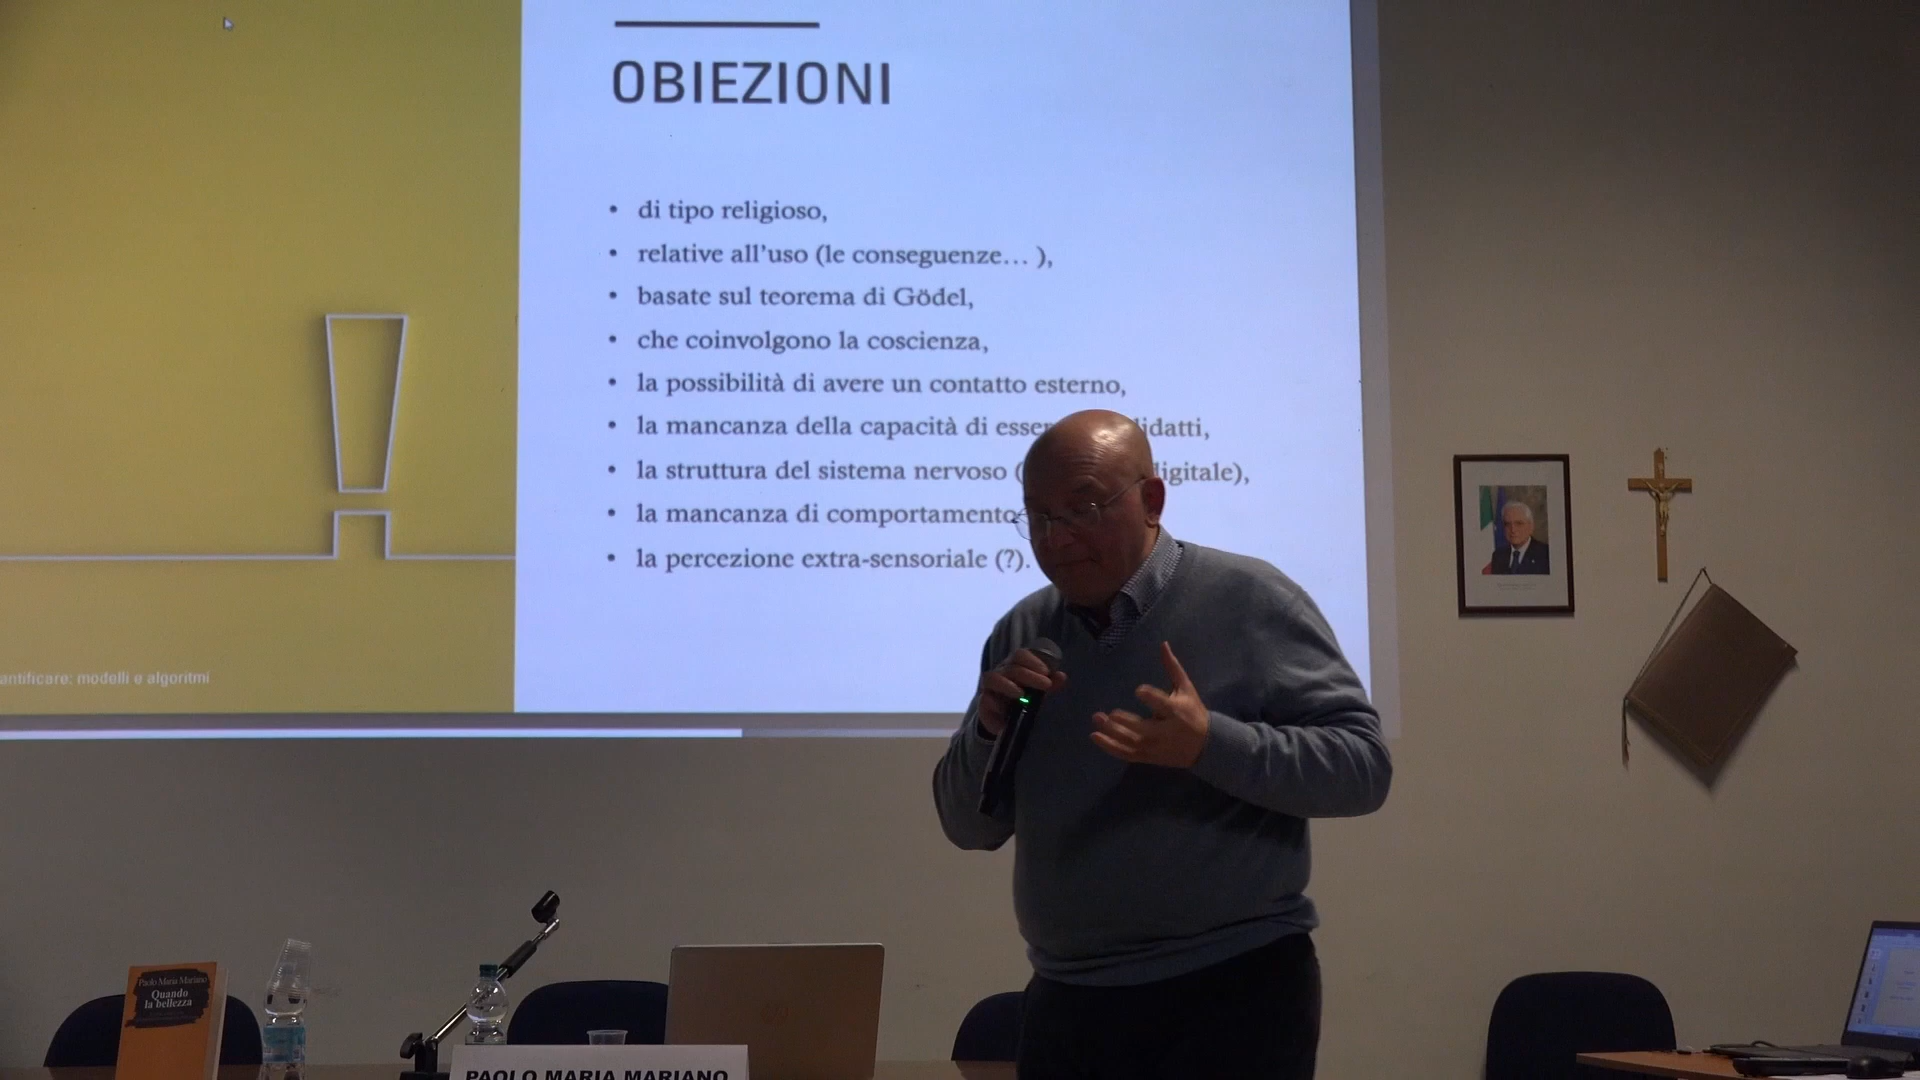 OBIEZIONI
• di tipo religioso,
• relative all'uso (le conseguenze… ),
• basate sul teorema di Gödel,
• che coinvolgono la coscienza,
• la possibilità di avere un contatto esterno,
• la mancanza della capacità di
• la struttura del sistema nervoso (
• la mancanza di comportamento
• la percezione extra-sensoriale (?).
modelli e algoritmi
Paolo Maria Mariano
Quando
la bellezza
PAOLO MARIA MARIANO